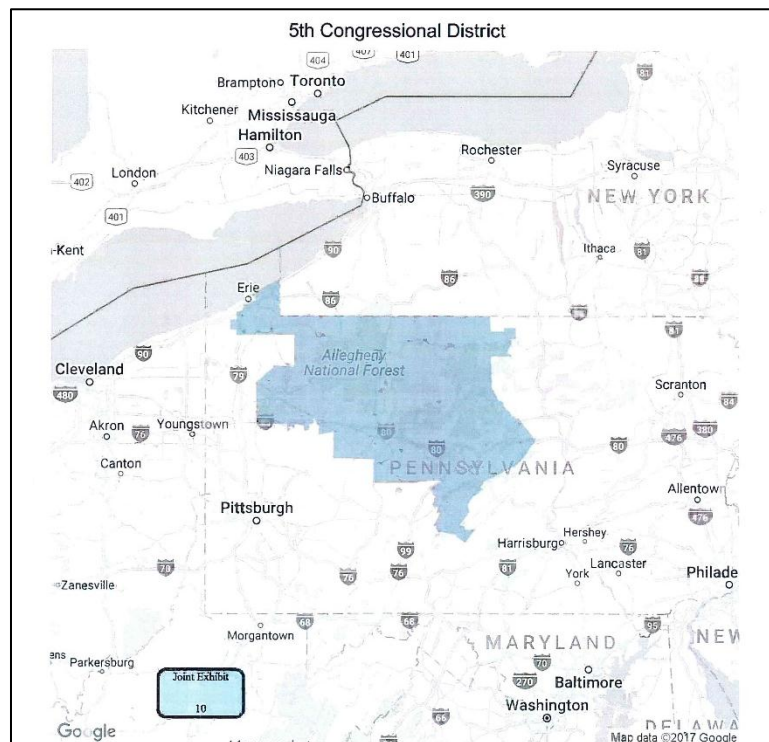 5th Congressional District
404
407
401
81
Brampton
Toronto
Kitchener
Mississauga
Hamilton
403
Rochester
402
London
Niagara Falls
Syracuse
390
NEW YORK
401
Buffalo
-Kent
90
Ithaca
81
86
Erie
86
81
Allegheny
National Forest
90
Cleveland
79
480
Scranton
84
Akron
76
Youngstown
80
80
80
476
380
Canton
PENNSYLVANIA
Allentown
476
Pittsburgh
Hershey
Harrisburg
76
99
Lancaster
Zanesville
76
76
81
York
Philade
Morgantown
68
68
95
MARYLAND
NEW
ens
Parkersburg
70
Joint Exhibit
10
270
Baltimore
Washington
66
DELAWA
Google
Map data ©2017 Google